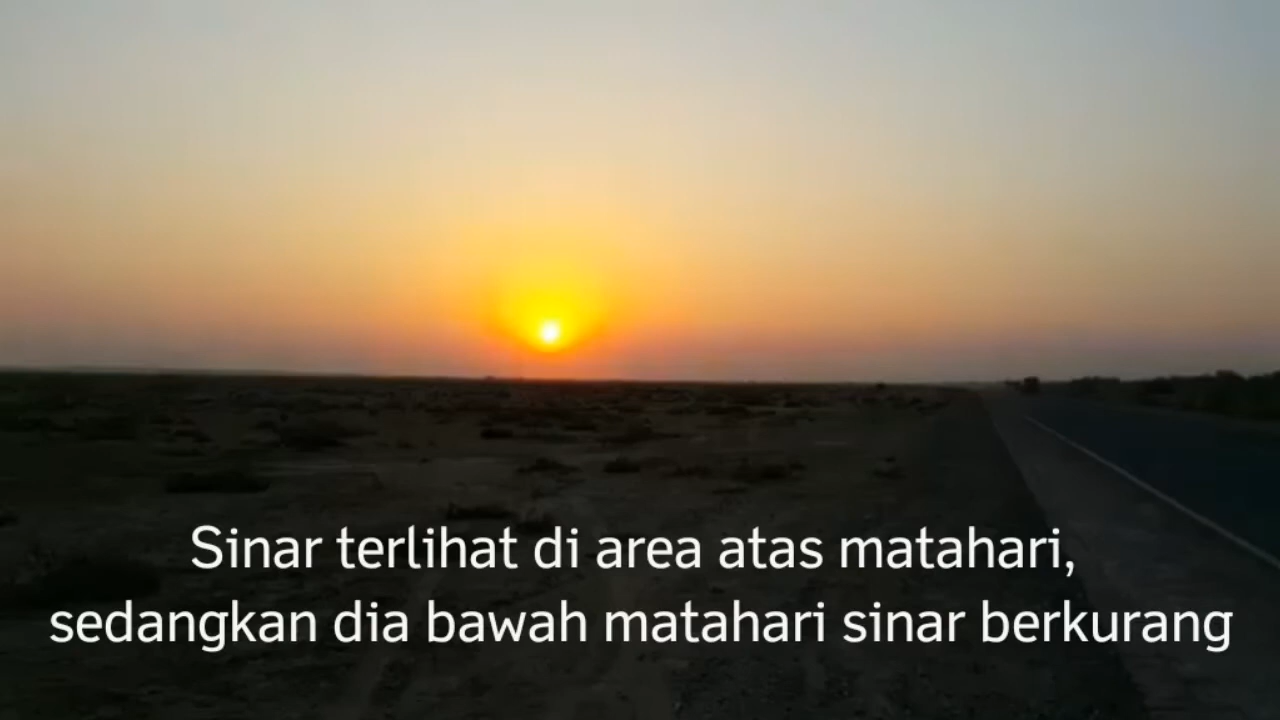 Sinar terlihat di area atas matahari,
sedangkan dia bawah matahari sinar berkurang